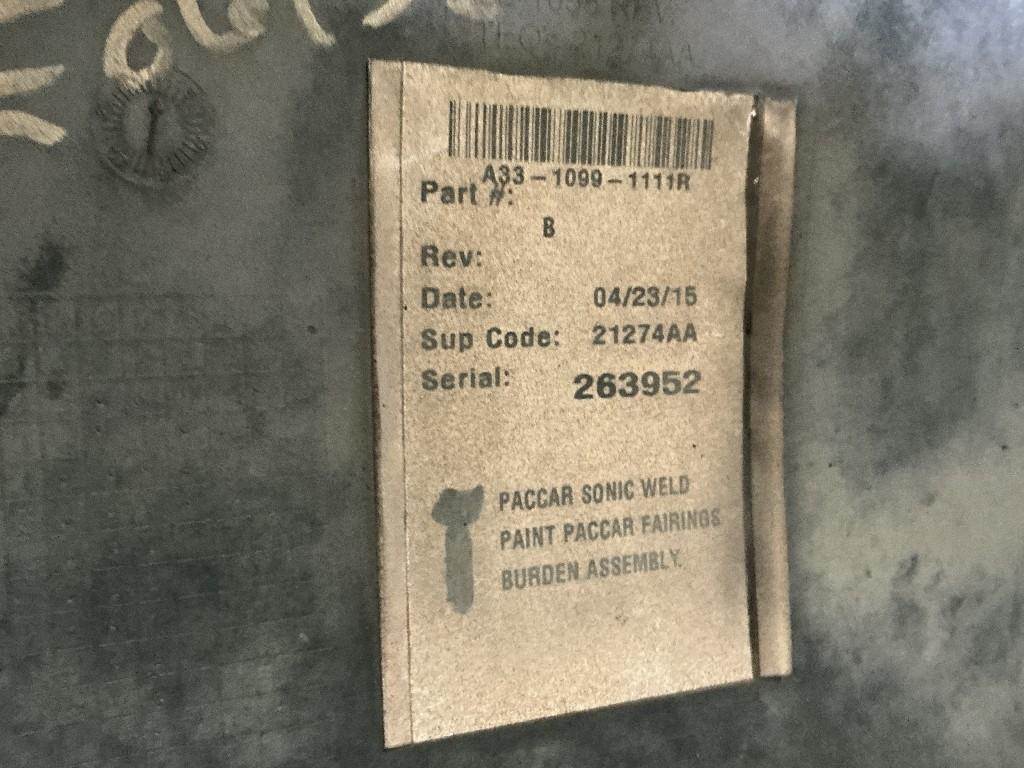 A33-1099-1111R
Part #:
B
Rev:
Date: 04/23/15
Sup Code: 21274AA
Serial: 263952
PACCAR SONIC WELD
PAINT PACCAR FAIRINGS
BURDEN ASSEMBLY.